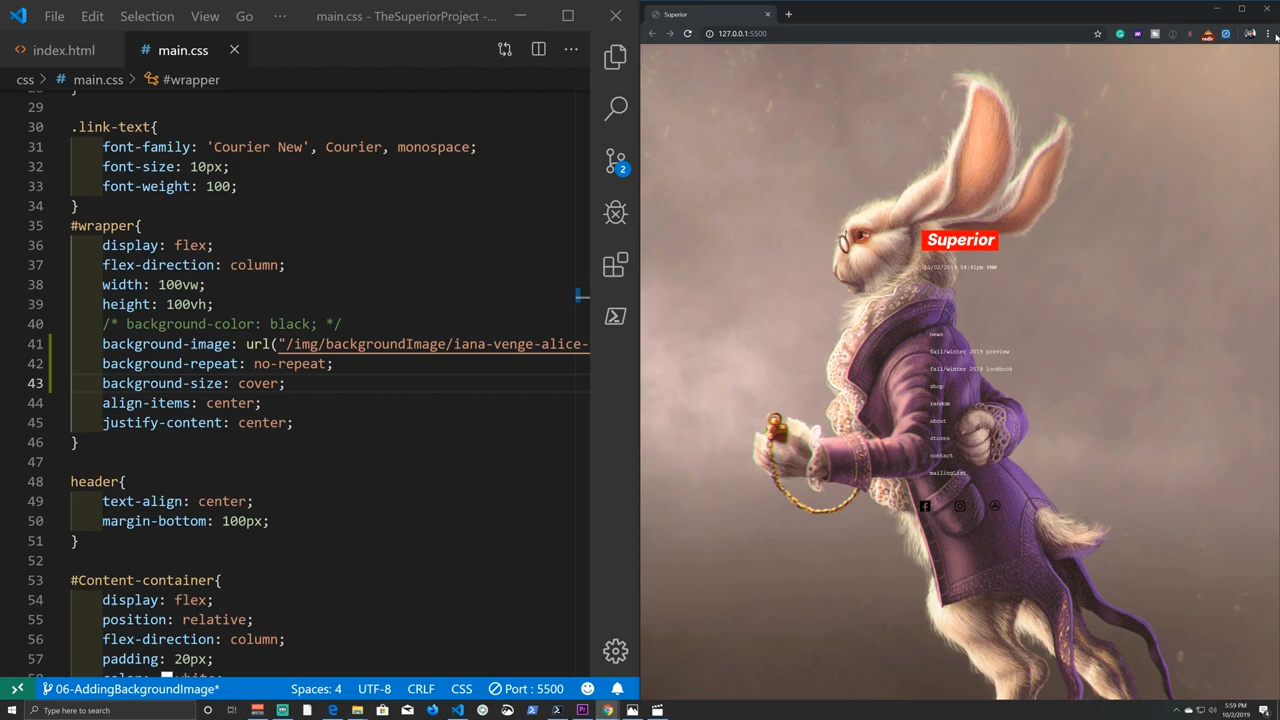 File Edit Selection View Go ··· main.css - TheSuperiorProject -...
index.html
main.css
css > main.css > #wrapper
29
30 .link-text{
31 font-family: 'Courier New', Courier, monospace;
32 font-size: 10px;
33 font-weight: 100;
34 }
35 #wrapper{
36 display: flex;
37 flex-direction: column;
38 width: 100vw;
39 height: 100vh;
40 /* background-color: black; */
41 background-image: url("/img/backgroundImage/iana-venge-alice-
42 background-repeat: no-repeat;
43 background-size: cover;
44 align-items: center;
45 justify-content: center;
46 }
47
48 header{
49 text-align: center;
50 margin-bottom: 100px;
51 }
52
53 #Content-container{
54 display: flex;
55 position: relative;
56 flex-direction: column;
57 padding: 20px;
2
06-AddingBackgroundImage* Spaces: 4 UTF-8 CRLF CSS Port : 5500
Superior
127.0.0.1:5500
Superior
10/02/2019 04:42pm
news
fall/winter 2019 preview
fall/winter 2019 lookbook
shop
random
about
stores
contact
mailinglist
Type here to search
5:59 PM
10/2/2019